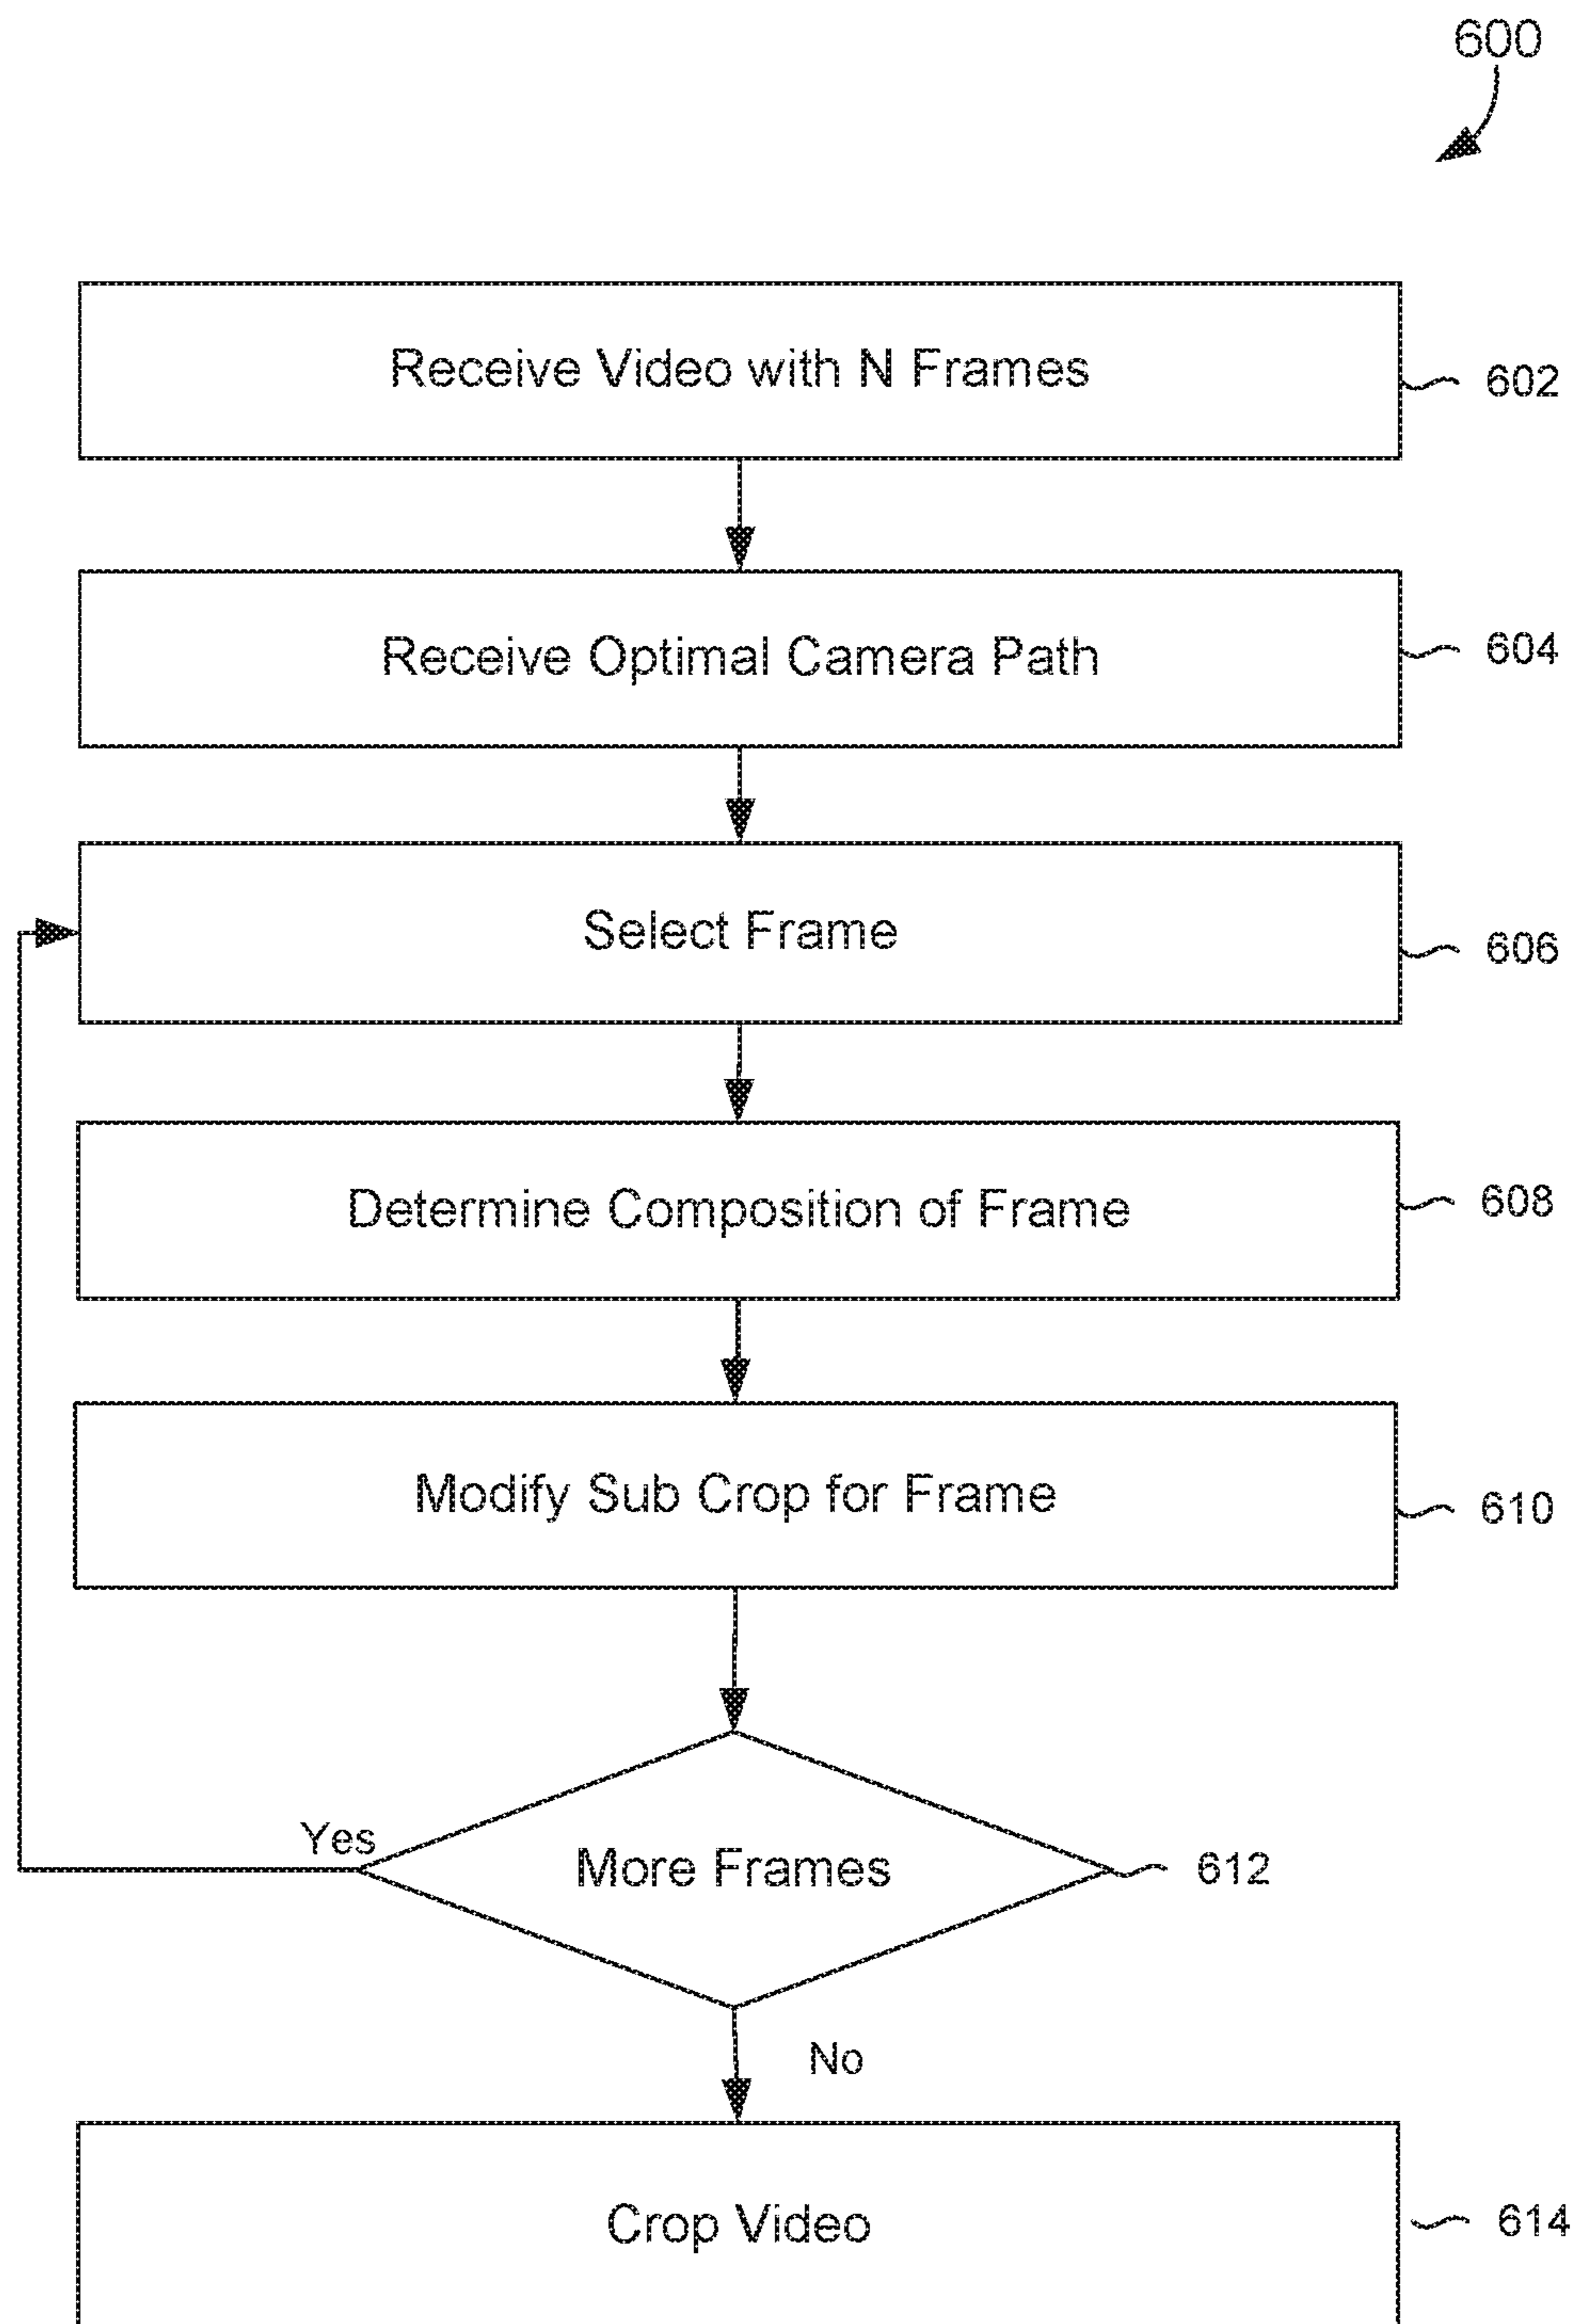 600
Receive Video with N Frames
602
Receive Optimal Camera Path
604
Select Frame
606
Determine Composition of Frame
608
Modify Sub Crop for Frame
610
Yes
More Frames
612
No
Crop Video
614